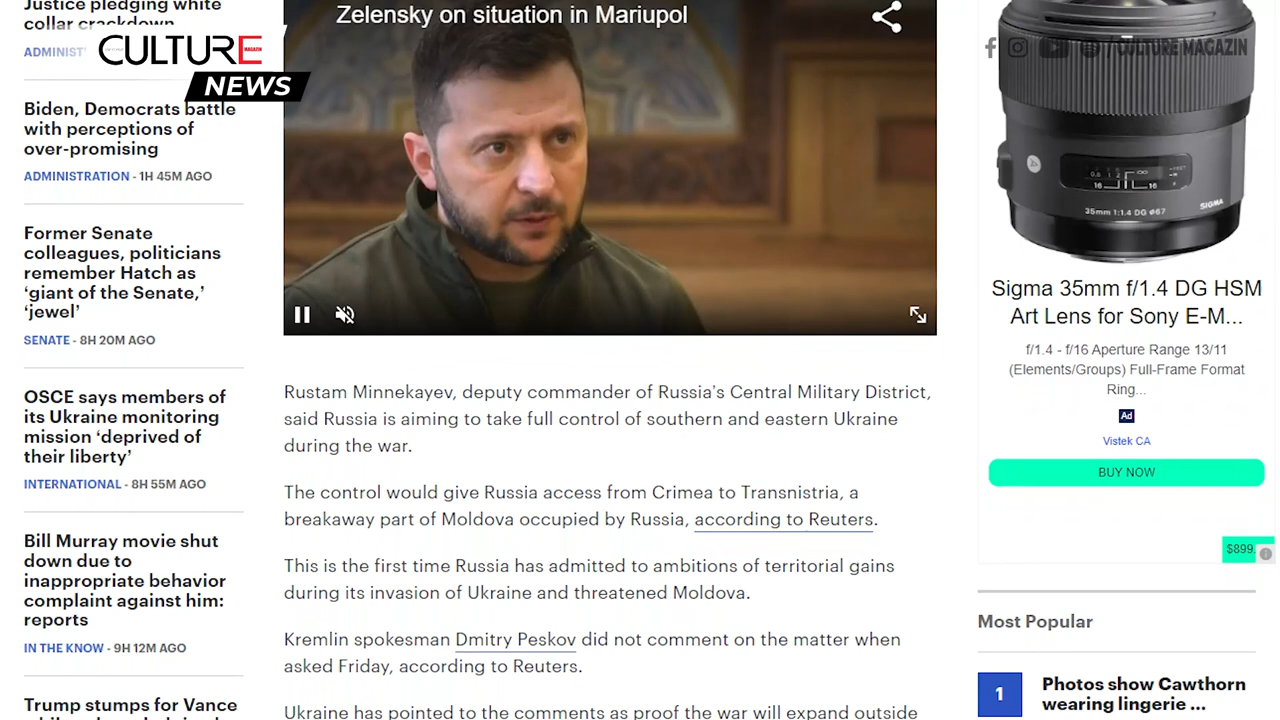 Justice pledging white
collar crackdown
CULTURE
MAGAZIN
NEWS
Biden, Democrats battle
with perceptions of
over-promising
ADMINISTRATION - 1H 45M AGO
Former Senate
colleagues, politicians
remember Hatch as
‘giant of the Senate,’
‘jewel’
SENATE - 8H 20M AGO
OSCE says members of
its Ukraine monitoring
mission ‘deprived of
their liberty’
INTERNATIONAL - 8H 55M AGO
Bill Murray movie shut
down due to
inappropriate behavior
complaint against him:
reports
IN THE KNOW - 9H 12M AGO
Trump stumps for Vance
Zelensky on situation in Mariupol
Rustam Minnekayev, deputy commander of Russia's Central Military District,
said Russia is aiming to take full control of southern and eastern Ukraine
during the war.
The control would give Russia access from Crimea to Transnistria, a
breakaway part of Moldova occupied by Russia, according to Reuters.
This is the first time Russia has admitted to ambitions of territorial gains
during its invasion of Ukraine and threatened Moldova.
Kremlin spokesman Dmitry Peskov did not comment on the matter when
asked Friday, according to Reuters.
Ukraine has pointed to the comments as proof the war will expand outside
/CULTURE MAGAZIN
16 16
35mm 1:1.4 DG Ø67
SIGMA
Sigma 35mm f/1.4 DG HSM
Art Lens for Sony E-M...
f/1.4 - f/16 Aperture Range 13/11
(Elements/Groups) Full-Frame Format
Ring...
Ad
Vistek CA
BUY NOW
$899.
Most Popular
1
Photos show Cawthorn
wearing lingerie ...